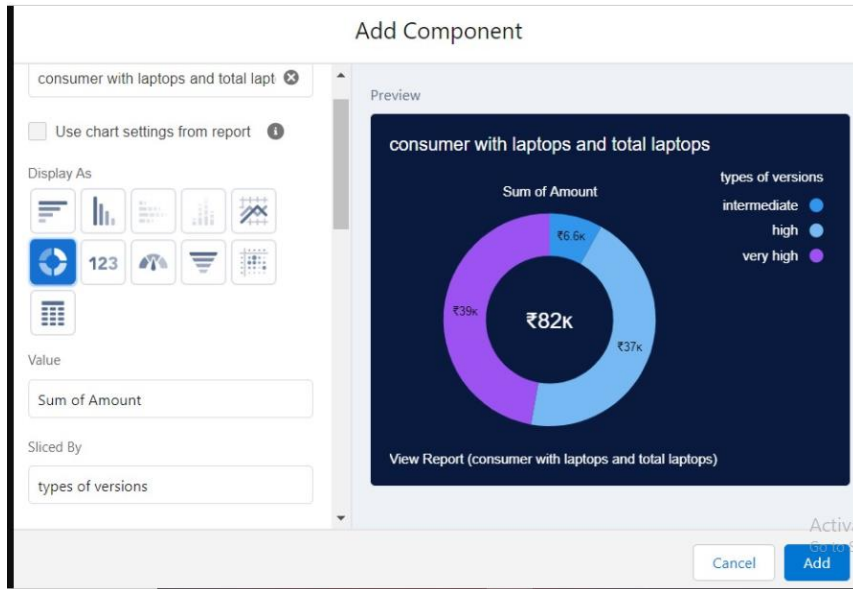 Add Component
consumer with laptops and total lapt
Use chart settings from report
Display As
123
Value
Sum of Amount
Sliced By
types of versions
Preview
consumer with laptops and total laptops
Sum of Amount
types of versions
intermediate
high
very high
₹6.6K
₹39K
₹82K
₹37K
View Report (consumer with laptops and total laptops)
Activ
Go to S
Cancel
Add